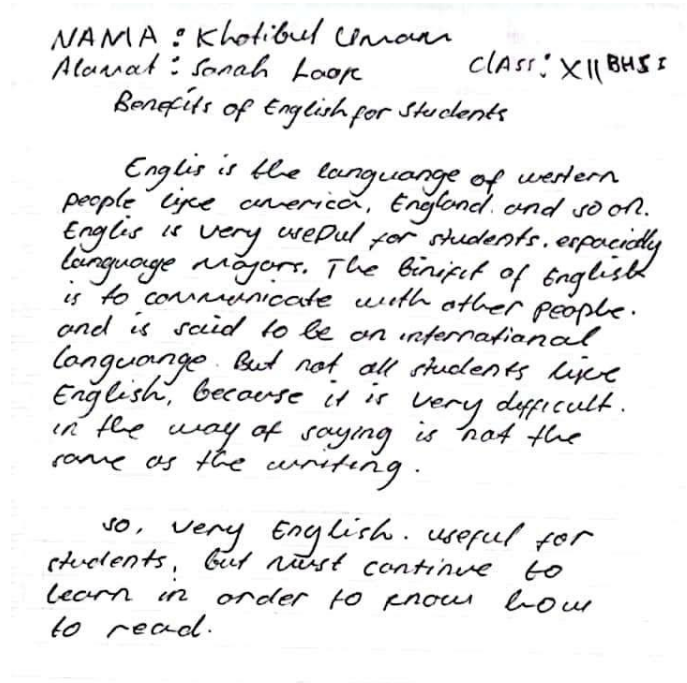 NAMA : Khotibul Umam
Alamat : Sonah Look
CLASS : XII BHS I
Benefits of English for Students
Englis is the languange of western
people like america, England. and so on.
Englis is very useful for students. espacially
language Majors. The binifit of English
is to communicate with other people.
and is said to be an internatianal
languange. But not all students like
English, because it is very difficult.
in the way of saying is not the
same as the writing.
so, very English. useful for
students, but must continue to
learn in order to know how
to read.